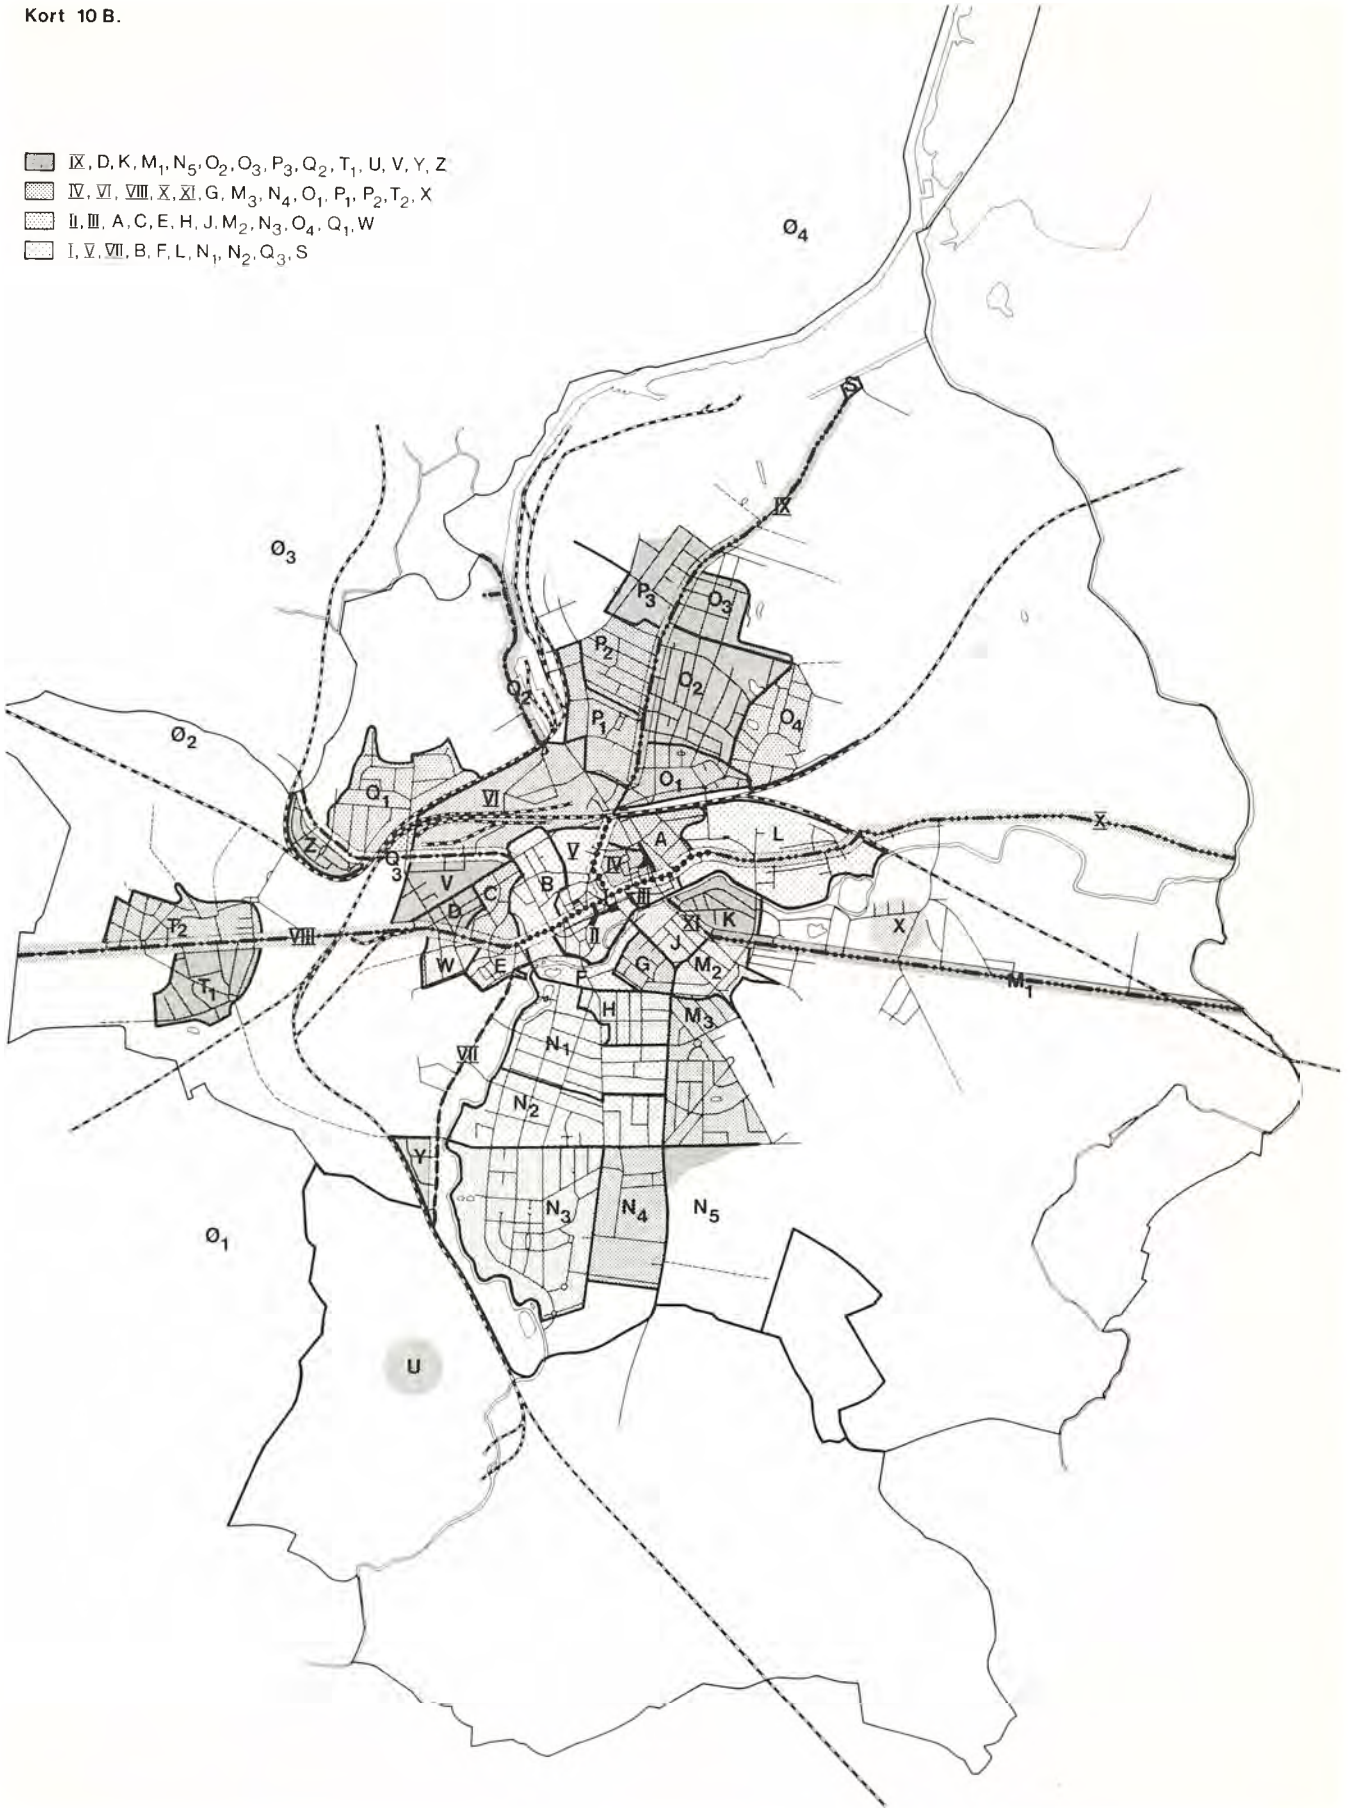 Kort 10 B.
IX, D, K, M₁, N₅, O₂, O₃, P₃, Q₂, T₁, U, V, Y, Z
IV, VI, VIII, X, XI, G, M₃, N₄, O₁, P₁, P₂, T₂, X
II, III, A, C, E, H, J, M₂, N₃, O₄, Q₁, W
I, V, VII, B, F, L, N₁, N₂, Q₃, S
Ø₄
S
IX
Ø₃
P₃
O₃
P₂
O₂
Q₂
P₁
O₄
Ø₂
O₁
Q₁
VI
X
L
A
Z
V
Q₃
IV
V
B
C
III
I
D
K
XI
X
T₂
VIII
II
J
W
E
G
M₂
F
M₁
T₁
H
M₃
VII
N₁
N₂
Y
N₃
N₄
N₅
Ø₁
U